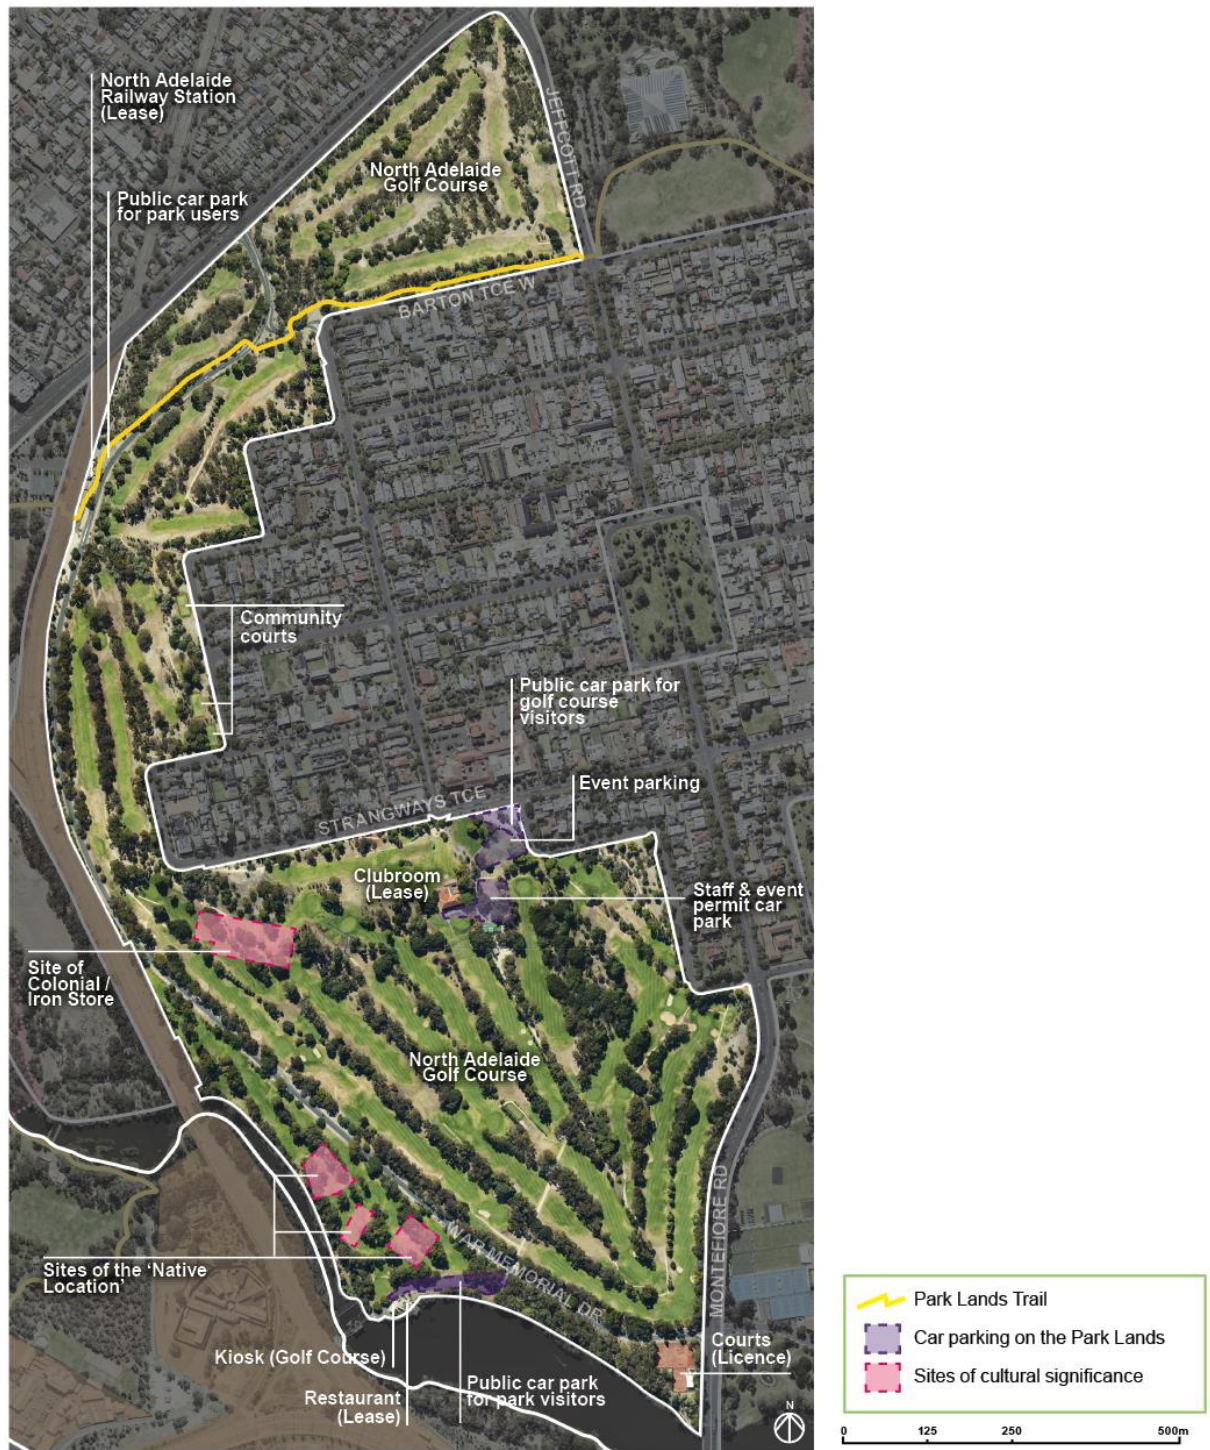 North Adelaide
Railway Station
(Lease)
Public car park
for park users
North Adelaide
Golf Course
JEFFCOTT RD
BARTON TCE W
Community
courts
Public car park for
golf course
visitors
Event parking
STRANGWAYS TCE
Clubroom
(Lease)
Staff & event
permit car
park
Site of
Colonial /
Iron Store
North Adelaide
Golf Course
WAR MEMORIAL DR
MONTEFIORE RD
Sites of the ‘Native
Location’
Kiosk (Golf Course)
Restaurant
(Lease)
Public car park
for park visitors
Courts
(Licence)
N
Park Lands Trail
Car parking on the Park Lands
Sites of cultural significance
0 125 250 500m